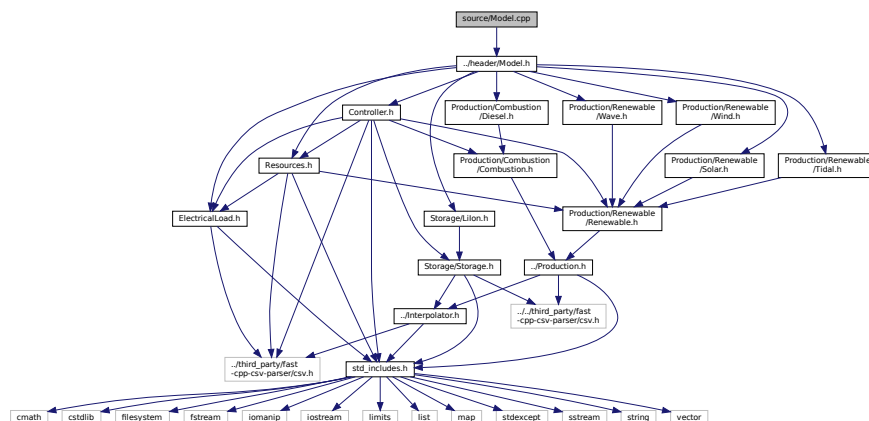 source/Model.cpp
../header/Model.h
Controller.h
Production/Combustion
/Diesel.h
Production/Renewable
/Wave.h
Production/Renewable
/Wind.h
Resources.h
Production/Combustion
/Combustion.h
Production/Renewable
/Solar.h
Production/Renewable
/Tidal.h
ElectricalLoad.h
Storage/LiIon.h
Production/Renewable
/Renewable.h
Storage/Storage.h
../Production.h
../Interpolator.h
../../third_party/fast
-cpp-csv-parser/csv.h
../third_party/fast
-cpp-csv-parser/csv.h
std_includes.h
cmath
cstdlib
filesystem
fstream
iomanip
iostream
limits
list
map
stdexcept
sstream
string
vector